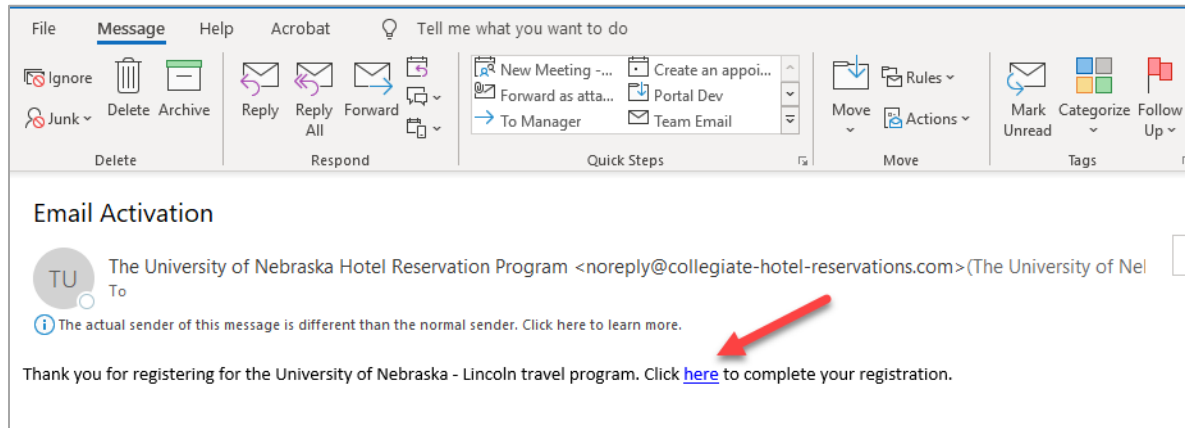 File Message Help Acrobat Tell me what you want to do
Ignore
Junk
Delete Archive
Reply Reply All Forward
New Meeting -... Create an appoi...
Forward as atta... Portal Dev
To Manager Team Email
Move Rules
Actions
Mark Unread Categorize Follow Up
Delete Respond Quick Steps Move Tags
Email Activation
TU
The University of Nebraska Hotel Reservation Program <noreply@collegiate-hotel-reservations.com>(The University of Nel
To
The actual sender of this message is different than the normal sender. Click here to learn more.
Thank you for registering for the University of Nebraska - Lincoln travel program. Click here to complete your registration.